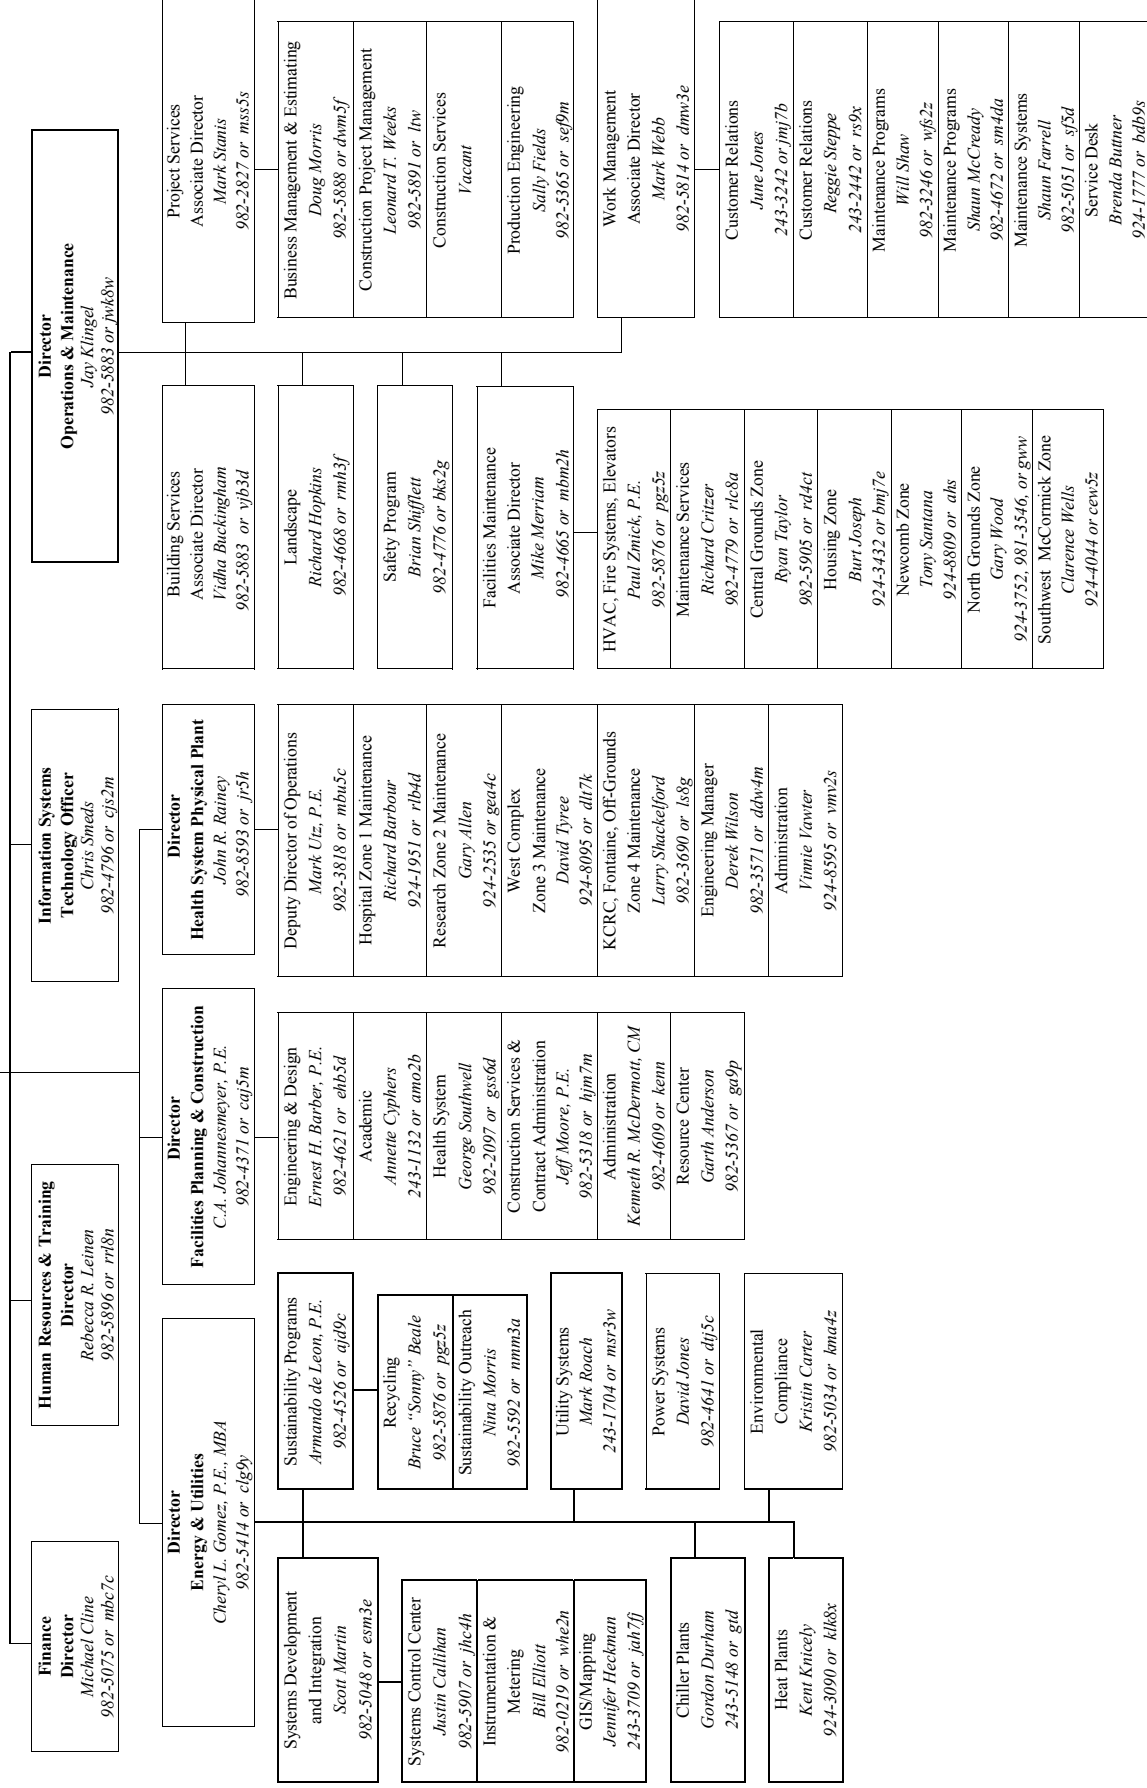 Finance
Director
Michael Cline
982-5075 or mbc7c
Human Resources & Training
Director
Rebecca R. Leinen
982-5896 or rrl8n
Information Systems
Technology Officer
Chris Smeds
982-4796 or cjs2m
Director
Operations & Maintenance
Jay Klingel
982-5883 or jwk8w
Director
Energy & Utilities
Cheryl L. Gomez, P.E., MBA
982-5414 or clg9y
Systems Development
and Integration
Scott Martin
982-5048 or esm3e
Systems Control Center
Justin Callihan
982-5907 or jhc4h
Instrumentation &
Metering
Bill Elliott
982-0219 or whe2n
GIS/Mapping
Jennifer Heckman
243-3709 or jah7fj
Chiller Plants
Gordon Durham
243-5148 or gtd
Heat Plants
Kent Knicely
924-3090 or klk8x
Sustainability Programs
Armando de Leon, P.E.
982-4526 or ajd9c
Recycling
Bruce “Sonny” Beale
982-5876 or pgz5z
Sustainability Outreach
Nina Morris
982-5592 or nmm3a
Utility Systems
Mark Roach
243-1704 or msr3w
Power Systems
David Jones
982-4641 or dtj5c
Environmental
Compliance
Kristin Carter
982-5034 or kma4z
Director
Facilities Planning & Construction
C.A. Johannesmeyer, P.E.
982-4371 or caj5m
Engineering & Design
Ernest H. Barber, P.E.
982-4621 or ehb5d
Academic
Annette Cyphers
243-1132 or amo2b
Health System
George Southwell
982-2097 or gss6d
Construction Services &
Contract Administration
Jeff Moore, P.E.
982-5318 or hjm7m
Administration
Kenneth R. McDermott, CM
982-4609 or kenn
Resource Center
Garth Anderson
982-5367 or ga9p
Director
Health System Physical Plant
John R. Rainey
982-8593 or jr5h
Deputy Director of Operations
Mark Utz, P.E.
982-3818 or mbu5c
Hospital Zone 1 Maintenance
Richard Barbour
924-1951 or rlb4d
Research Zone 2 Maintenance
Gary Allen
924-2535 or gea4c
West Complex
Zone 3 Maintenance
David Tyree
924-8095 or dlt7k
KCRC, Fontaine, Off-Grounds
Zone 4 Maintenance
Larry Shackelford
982-3690 or ls8g
Engineering Manager
Derek Wilson
982-3571 or ddw4m
Administration
Vinnie Vawter
924-8595 or vmv2s
Building Services
Associate Director
Vidha Buckingham
982-5883 or vjb3d
Landscape
Richard Hopkins
982-4668 or rmh3f
Safety Program
Brian Shifflett
982-4776 or bks2g
Facilities Maintenance
Associate Director
Mike Merriam
982-4665 or mbm2h
HVAC, Fire Systems, Elevators
Paul Zmick, P.E.
982-5876 or pgz5z
Maintenance Services
Richard Critzer
982-4779 or rlc8a
Central Grounds Zone
Ryan Taylor
982-5905 or rd4ct
Housing Zone
Burt Joseph
924-3432 or bmj7e
Newcomb Zone
Tony Santana
924-8809 or ahs
North Grounds Zone
Gary Wood
924-3752, 981-3546, or gww
Southwest McCormick Zone
Clarence Wells
924-4044 or cew5z
Project Services
Associate Director
Mark Stanis
982-2827 or mss5s
Business Management & Estimating
Doug Morris
982-5888 or dwm5f
Construction Project Management
Leonard T. Weeks
982-5891 or ltw
Construction Services
Vacant
Production Engineering
Sally Fields
982-5365 or sef9m
Work Management
Associate Director
Mark Webb
982-5814 or dmw3e
Customer Relations
June Jones
243-3242 or jmj7b
Customer Relations
Reggie Steppe
243-2442 or rs9x
Maintenance Programs
Will Shaw
982-3246 or wfs2z
Maintenance Programs
Shaun McCready
982-4672 or sm4da
Maintenance Systems
Shaun Farrell
982-5051 or sf5d
Service Desk
Brenda Buttner
924-1777 or bdb9s